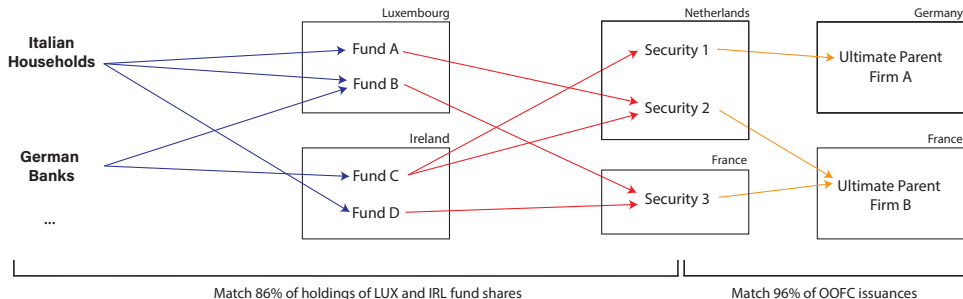 Luxembourg
Netherlands
Germany
Italian
Households
Fund A
Fund B
Security 1
Security 2
Ultimate Parent
Firm A
Ireland
France
France
German
Banks
Fund C
Fund D
Security 3
Ultimate Parent
Firm B
...
Match 86% of holdings of LUX and IRL fund shares
Match 96% of OOFC issuances